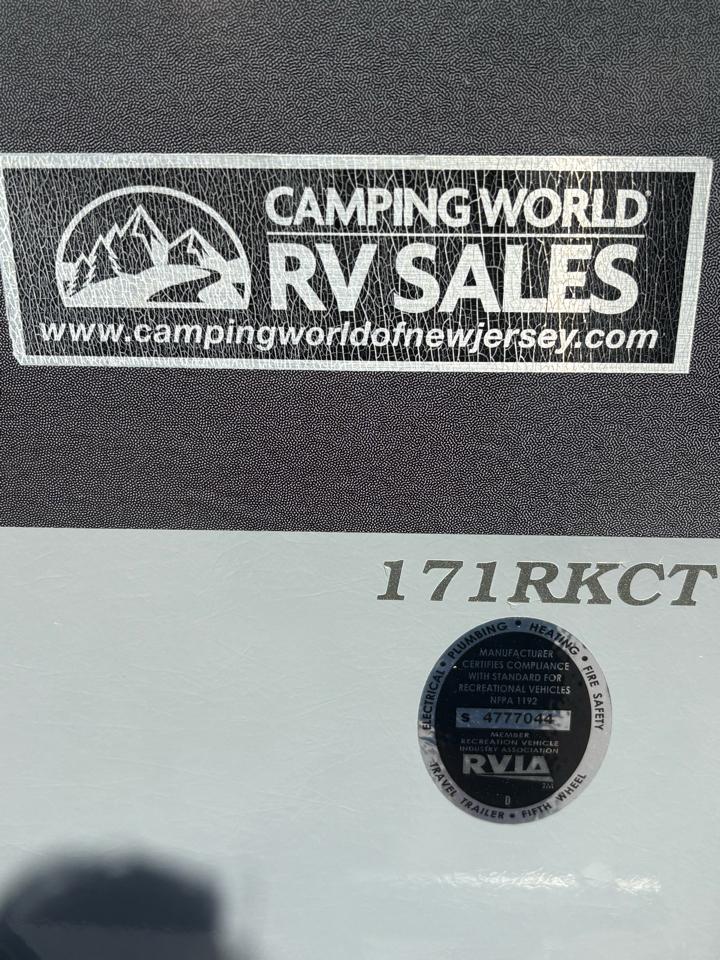 CAMPING WORLD
RV SALES
www.campingworldofnewjersey.com
171RKCT
ELECTRICAL • PLUMBING • HEATING • FIRE SAFETY
MANUFACTURER
CERTIFIES COMPLIANCE
WITH STANDARD FOR
RECREATIONAL VEHICLES
NFPA 1192
S 4777044
MEMBER
RECREATION VEHICLE
INDUSTRY ASSOCIATION
RVIA
TM
D
TRAVEL TRAILER • FIFTH WHEEL